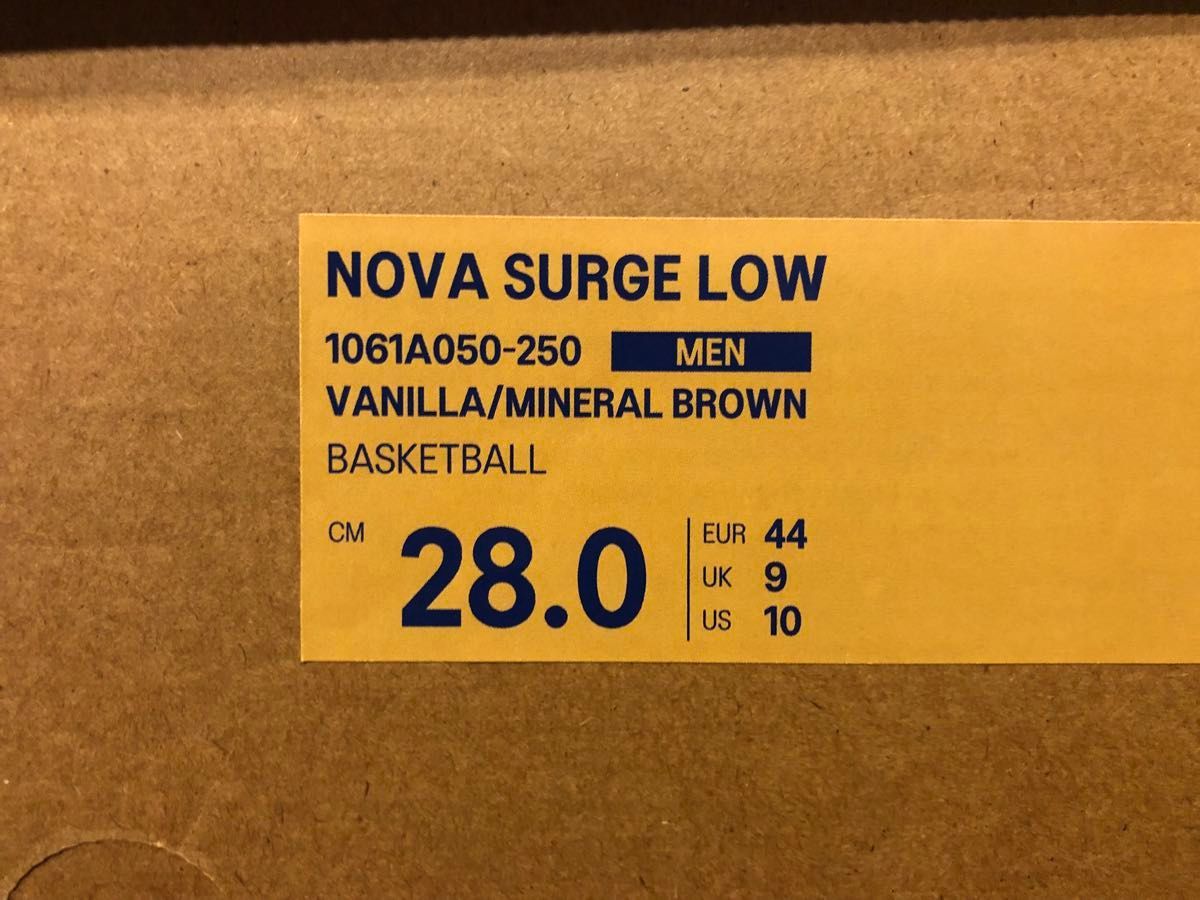 NOVA SURGE LOW
1061A050-250 MEN
VANILLA/MINERAL BROWN
BASKETBALL
CM 28.0
EUR 44
UK 9
US 10